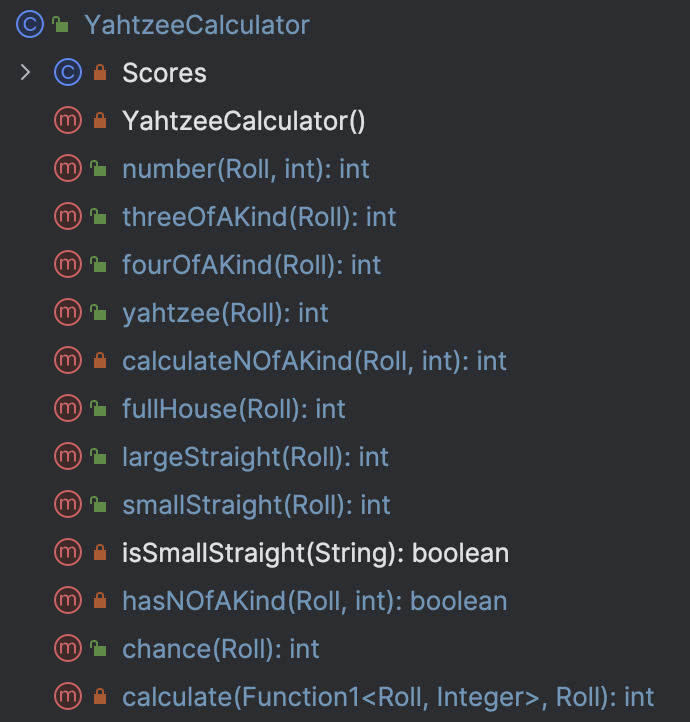 YahtzeeCalculator
Scores
YahtzeeCalculator()
number(Roll, int): int
threeOfAKind(Roll): int
fourOfAKind(Roll): int
yahtzee(Roll): int
calculateNOfAKind(Roll, int): int
fullHouse(Roll): int
largeStraight(Roll): int
smallStraight(Roll): int
isSmallStraight(String): boolean
hasNOfAKind(Roll, int): boolean
chance(Roll): int
calculate(Function1<Roll, Integer>, Roll): int